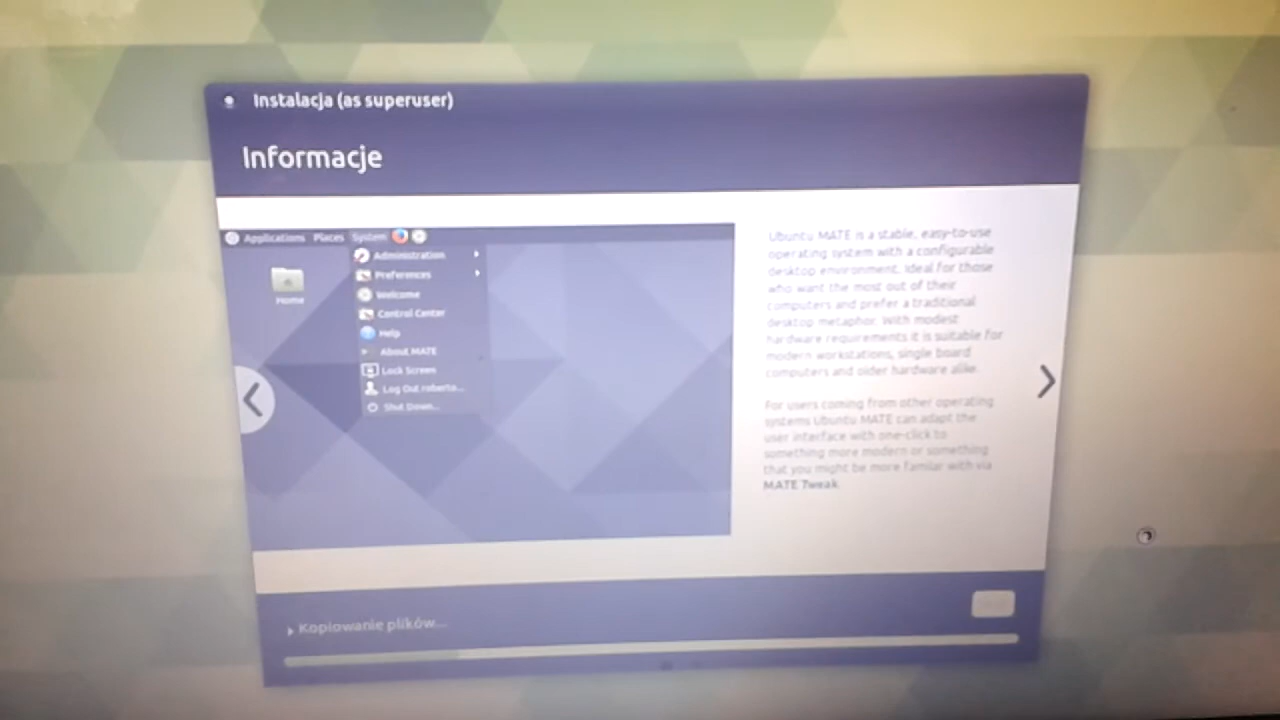 Instalacja (as superuser)
Informacje
Applications Places System
Administration
Home
Preferences
Welcome
Control Center
Help
About MATE
Lock Screen
Log Out roberto...
Shut Down...
Ubuntu MATE is a stable, easy-to-use
operating system with a configurable
desktop environment. Ideal for those
who want the most out of their
computers and prefer a traditional
desktop metaphor. With modest
hardware requirements it is suitable for
modern workstations, single board
computers and older hardware alike.
For users coming from other operating
systems Ubuntu MATE can adapt the
user interface with one-click to
something more modern or something
that you might be more familar with via
MATE Tweak.
Kopiowanie plików...